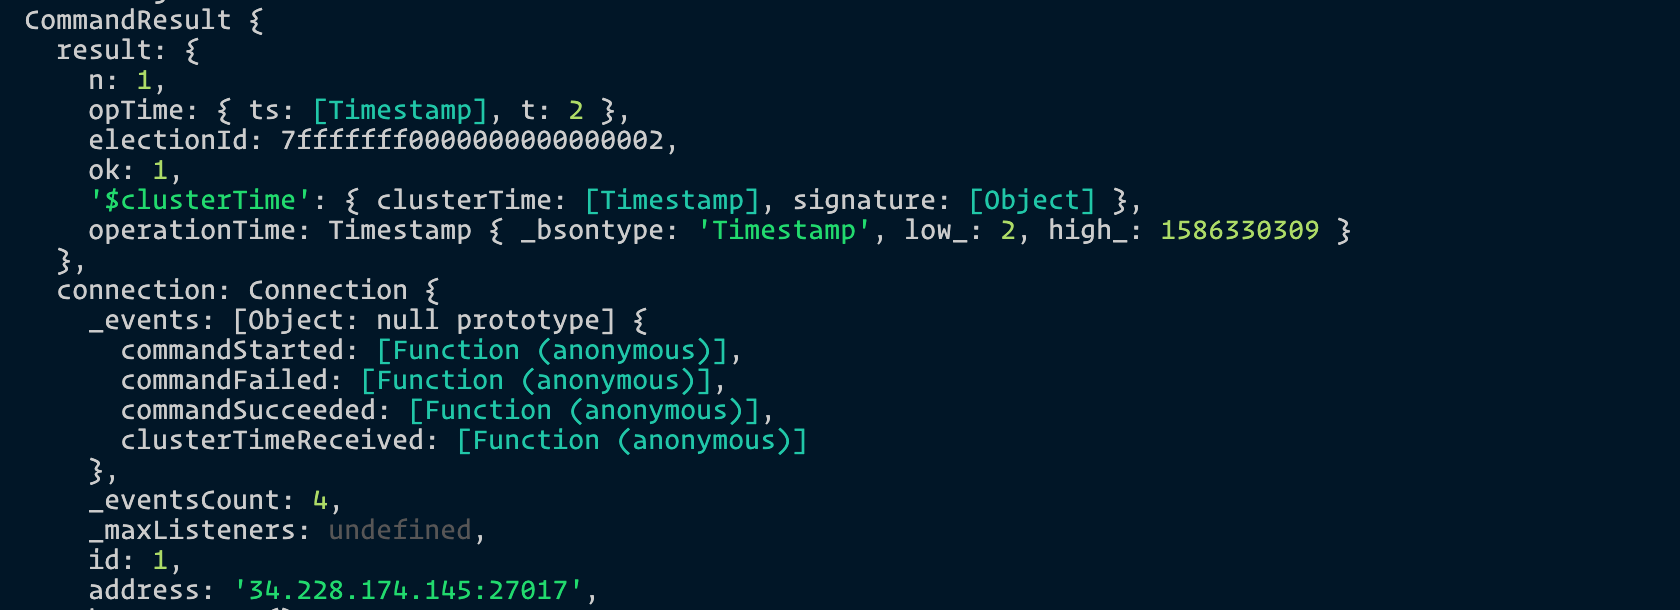 CommandResult {
  result: {
    n: 1,
    opTime: { ts: [Timestamp], t: 2 },
    electionId: 7fffffff0000000000000002,
    ok: 1,
    '$clusterTime': { clusterTime: [Timestamp], signature: [Object] },
    operationTime: Timestamp { _bsontype: 'Timestamp', low_: 2, high_: 1586330309 }
  },
  connection: Connection {
    _events: [Object: null prototype] {
      commandStarted: [Function (anonymous)],
      commandFailed: [Function (anonymous)],
      commandSucceeded: [Function (anonymous)],
      clusterTimeReceived: [Function (anonymous)]
    },
    _eventsCount: 4,
    _maxListeners: undefined,
    id: 1,
    address: '34.228.174.145:27017',